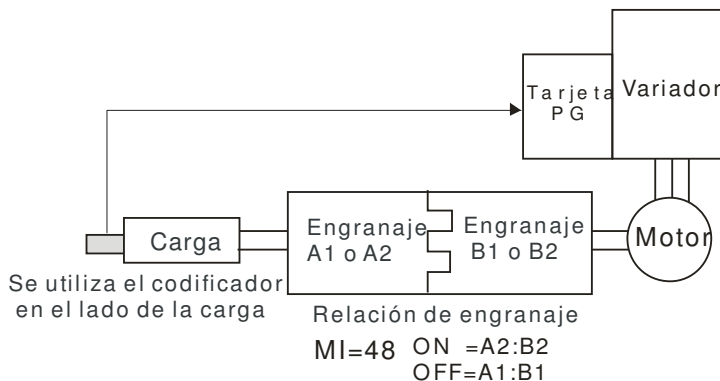 Tarjeta
PG
Variador
Carga
Engranaje
A1 o A2
Engranaje
B1 o B2
Motor
Se utiliza el codificador
en el lado de la carga
Relación de engranaje
MI=48 ON =A2:B2
OFF=A1:B1